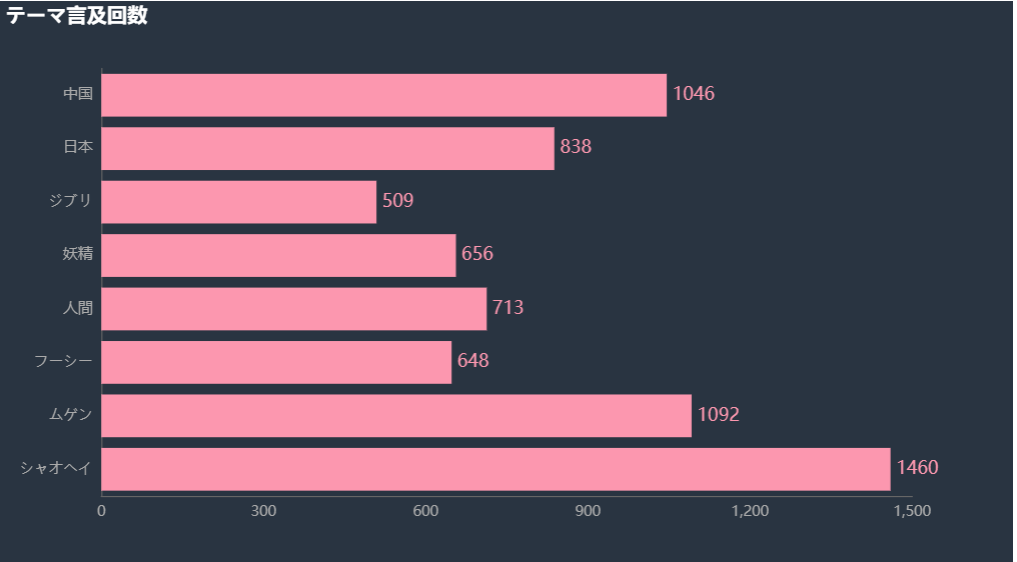 テーマ言及回数
中国 1046
日本 838
ジブリ 509
妖精 656
人間 713
フーシー 648
ムゲン 1092
シャオヘイ 1460
0 300 600 900 1,200 1,500